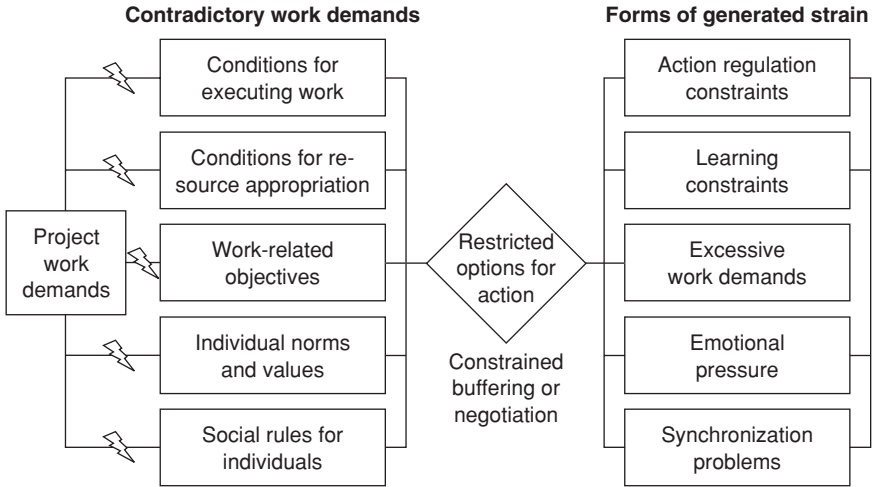 Contradictory work demands
Forms of generated strain
Conditions for
executing work
Conditions for re-
source appropriation
Project
work
demands
Work-related
objectives
Individual norms
and values
Social rules for
individuals
Restricted
options for
action
Constrained
buffering or
negotiation
Action regulation
constraints
Learning
constraints
Excessive
work demands
Emotional
pressure
Synchronization
problems